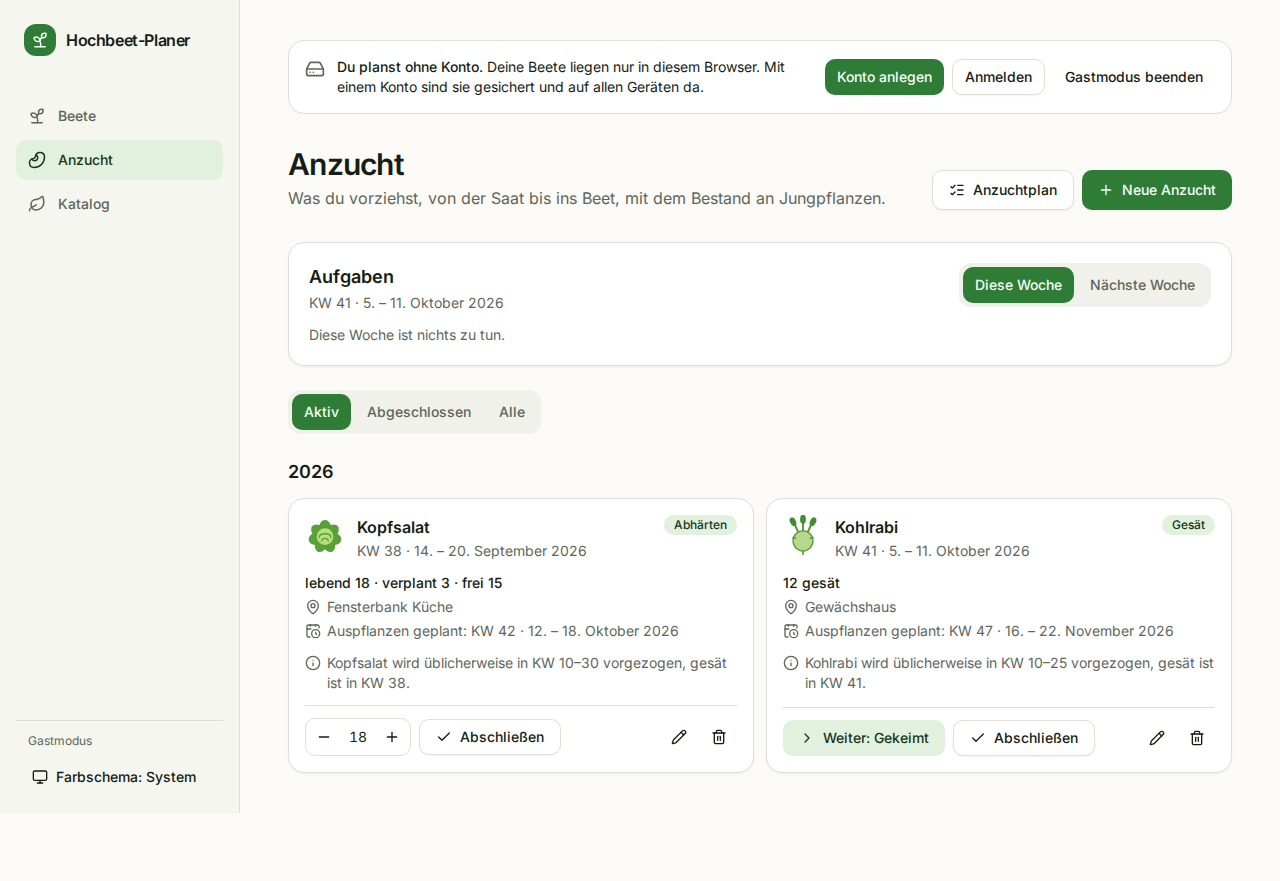 Hochbeet-Planer
Beete
Anzucht
Katalog
Gastmodus
Farbschema: System
Du planst ohne Konto. Deine Beete liegen nur in diesem Browser. Mit
einem Konto sind sie gesichert und auf allen Geräten da.
Konto anlegen
Anmelden
Gastmodus beenden
Anzucht
Was du vorziehst, von der Saat bis ins Beet, mit dem Bestand an Jungpflanzen.
Anzuchtplan
Neue Anzucht
Aufgaben
KW 41 · 5. – 11. Oktober 2026
Diese Woche ist nichts zu tun.
Diese Woche
Nächste Woche
Aktiv
Abgeschlossen
Alle
2026
Kopfsalat
Abhärten
KW 38 · 14. – 20. September 2026
lebend 18 · verplant 3 · frei 15
Fensterbank Küche
Auspflanzen geplant: KW 42 · 12. – 18. Oktober 2026
Kopfsalat wird üblicherweise in KW 10–30 vorgezogen, gesät
ist in KW 38.
18
Abschließen
Kohlrabi
Gesät
KW 41 · 5. – 11. Oktober 2026
12 gesät
Gewächshaus
Auspflanzen geplant: KW 47 · 16. – 22. November 2026
Kohlrabi wird üblicherweise in KW 10–25 vorgezogen, gesät ist
in KW 41.
Weiter: Gekeimt
Abschließen